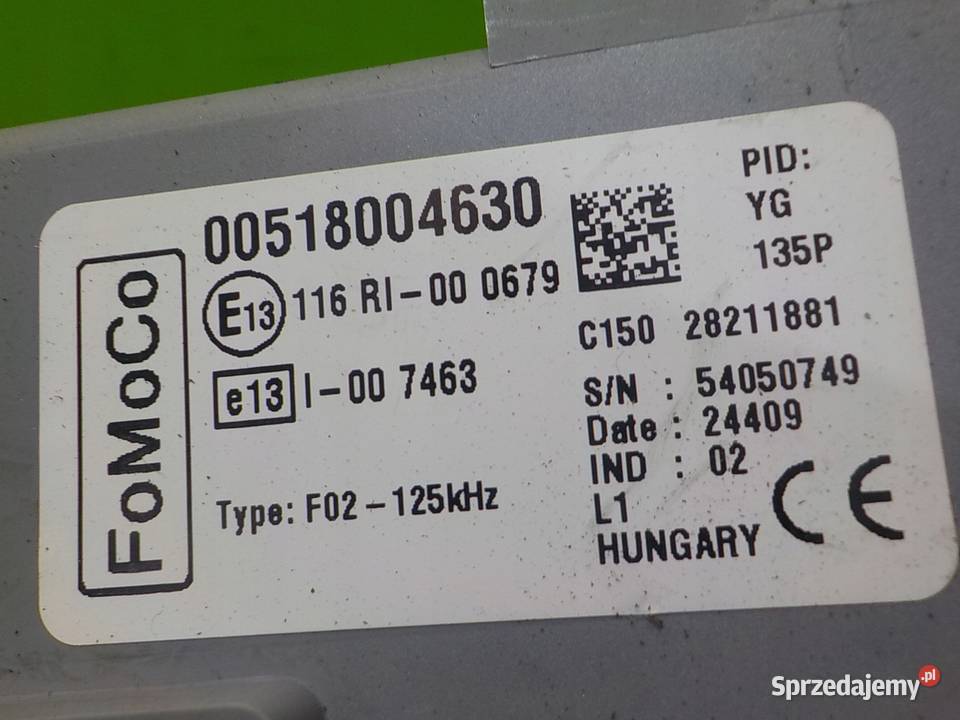 FoMoCo
00518004630
E13 116 RI-00 0679
e13 I-00 7463
Type: F02-125kHz
PID:
YG
135P
C150 28211881
S/N : 54050749
Date : 24409
IND : 02
L1
HUNGARY
CE
Sprzedajemy.pl